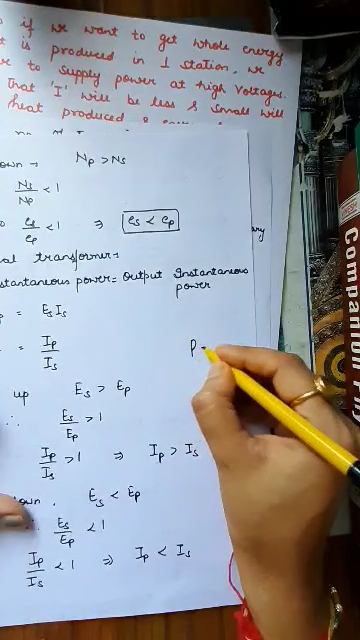 if we want to get whole energy
is produced in 1 station, we
to supply power at high voltages.
That 'I' will be less & small will
heat produced &
own → Np > Ns
Ns/Np < 1
es/ep < 1 ⇒ es < ep
al transformer →
stantaneous power = Output Instantaneous
power
p = Es Is
= Ip/Is
P =
up Es > Ep
∴ Es/Ep > 1
Ip/Is > 1 ⇒ Ip > Is
own. Es < Ep
∴ Es/Ep < 1
Ip/Is < 1 ⇒ Ip < Is